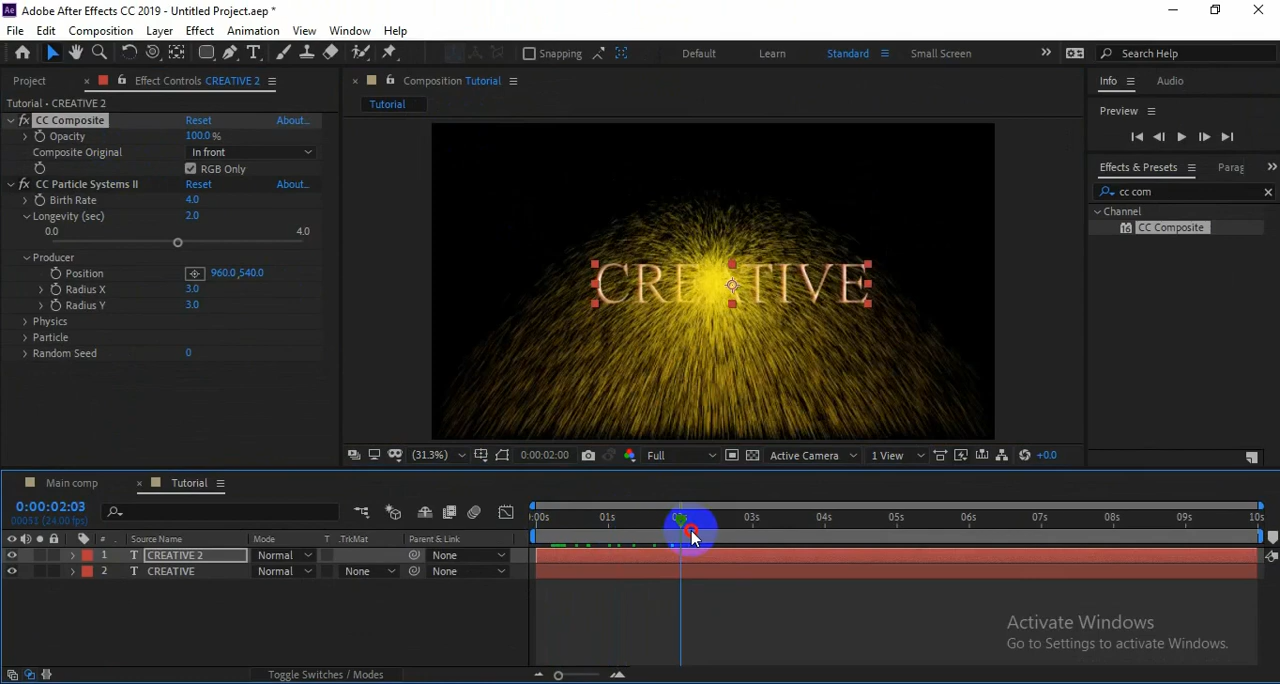 Adobe After Effects CC 2019 - Untitled Project.aep *
File Edit Composition Layer Effect Animation View Window Help
Snapping Default Learn Standard Small Screen Search Help
Project Effect Controls CREATIVE 2 Composition Tutorial Info Audio
Tutorial - CREATIVE 2 Tutorial
fx CC Composite Reset About... Preview
Opacity 100.0 %
Composite Original In front
RGB Only Effects & Presets Parag
fx CC Particle Systems II Reset About...
Birth Rate 4.0 cc com
Longevity (sec) 2.0 Channel
0.0 4.0 CC Composite
Producer
Position 960.0,540.0
Radius X 3.0
Radius Y 3.0
Physics
Particle
Random Seed 0
CREATIVE
(31.3%) 0:00:02:00 Full Active Camera 1 View +0.0
Main comp Tutorial
0:00:02:03
00051 (24.00 fps)
01s 03s 04s 05s 06s 07s 08s 09s 10s
# Source Name Mode T .TrkMat Parent & Link
1 T CREATIVE 2 Normal None
2 T CREATIVE Normal None None
Activate Windows
Go to Settings to activate Windows.
Toggle Switches / Modes